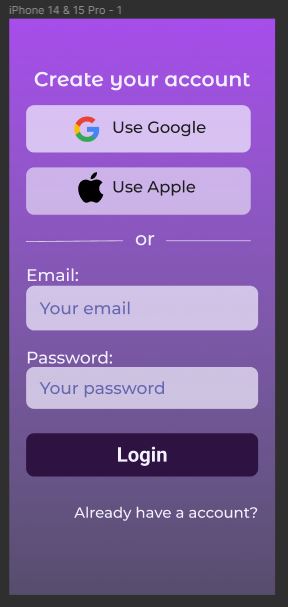 iPhone 14 & 15 Pro - 1
Create your account
Use Google
Use Apple
or
Email:
Your email
Password:
Your password
Login
Already have a account?